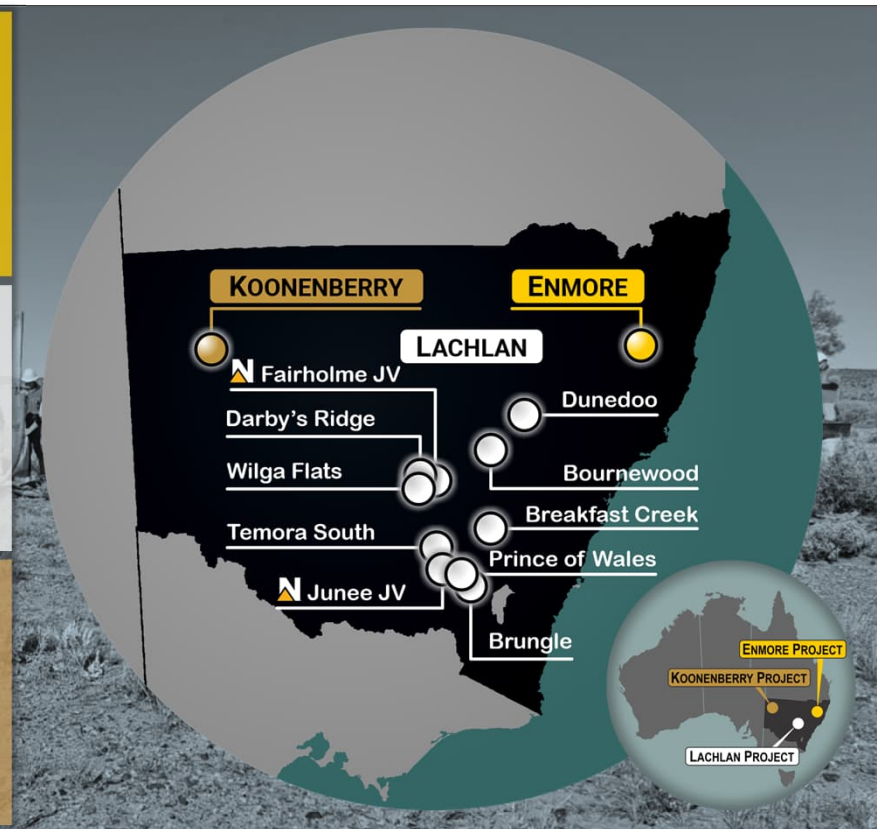 KOONENBERRY
ENMORE
LACHLAN
Fairholme JV
Darby's Ridge
Dunedoo
Wilga Flats
Bournewood
Breakfast Creek
Temora South
Prince of Wales
Junee JV
Brungle
ENMORE PROJECT
KOONENBERRY PROJECT
LACHLAN PROJECT